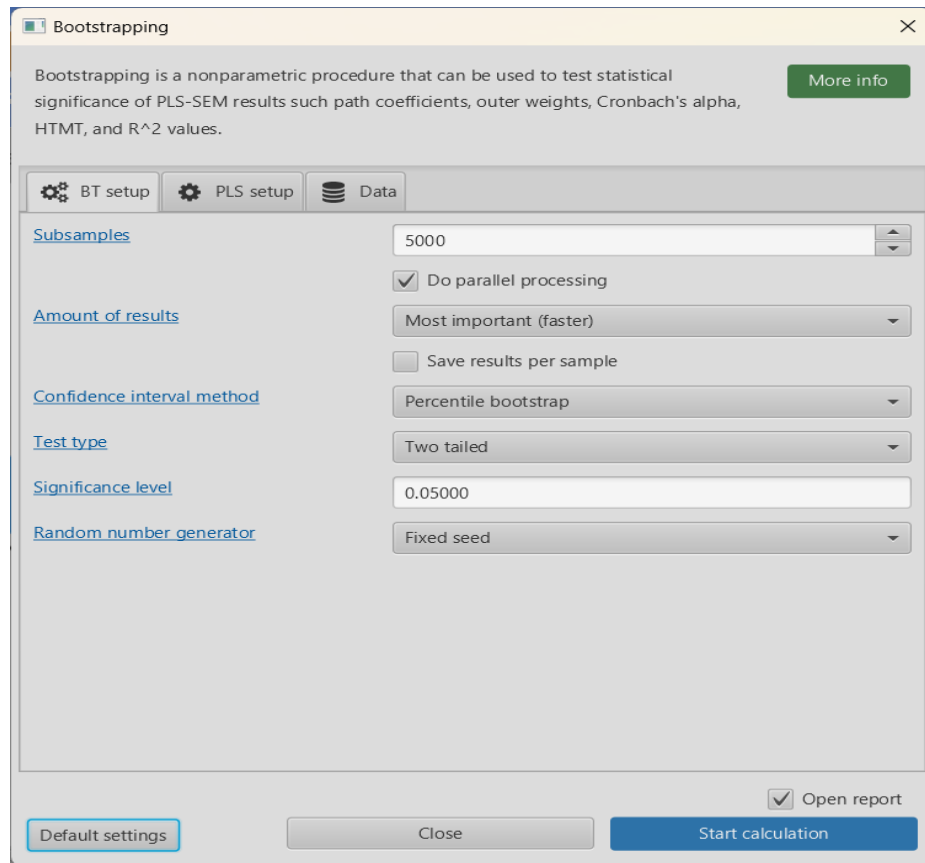 Bootstrapping
Bootstrapping is a nonparametric procedure that can be used to test statistical
significance of PLS-SEM results such path coefficients, outer weights, Cronbach's alpha,
HTMT, and R^2 values.
More info
BT setup
PLS setup
Data
Subsamples
5000
Do parallel processing
Amount of results
Most important (faster)
Save results per sample
Confidence interval method
Percentile bootstrap
Test type
Two tailed
Significance level
0.05000
Random number generator
Fixed seed
Open report
Default settings
Close
Start calculation